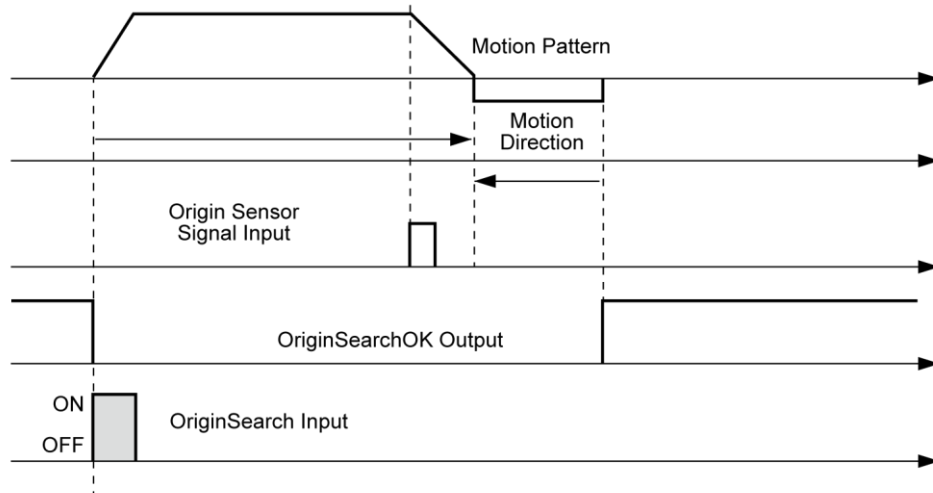 Motion Pattern
Motion
Direction
Origin Sensor
Signal Input
OriginSearchOK Output
ON
OriginSearch Input
OFF